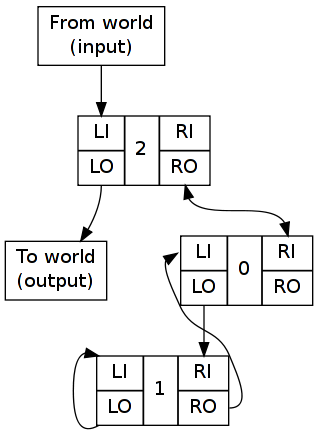 From world
(input)
LI
RI
2
LO
RO
To world
(output)
LI
RI
0
LO
RO
LI
RI
1
LO
RO